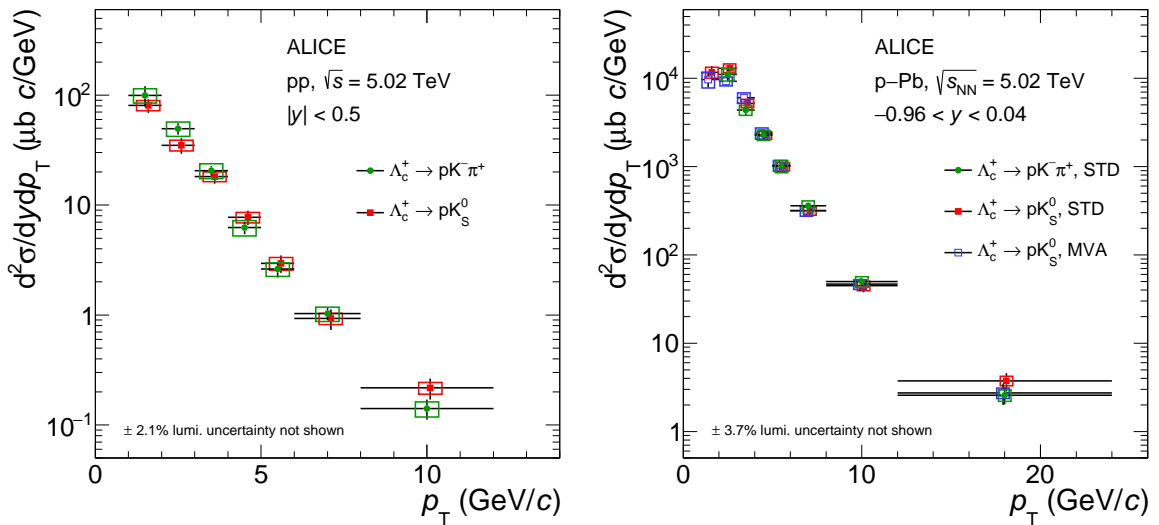 ALICE
pp, √s = 5.02 TeV
|y| < 0.5
Λc+ → pK−π+
Λc+ → pK0S
± 2.1% lumi. uncertainty not shown
d²σ/dydpT (μb c/GeV)
10²
10
1
10⁻¹
0 5 10
pT (GeV/c)
ALICE
p−Pb, √sNN = 5.02 TeV
−0.96 < y < 0.04
Λc+ → pK−π+, STD
Λc+ → pK0S, STD
Λc+ → pK0S, MVA
± 3.7% lumi. uncertainty not shown
d²σ/dydpT (μb c/GeV)
10⁴
10³
10²
10
1
0 10 20
pT (GeV/c)